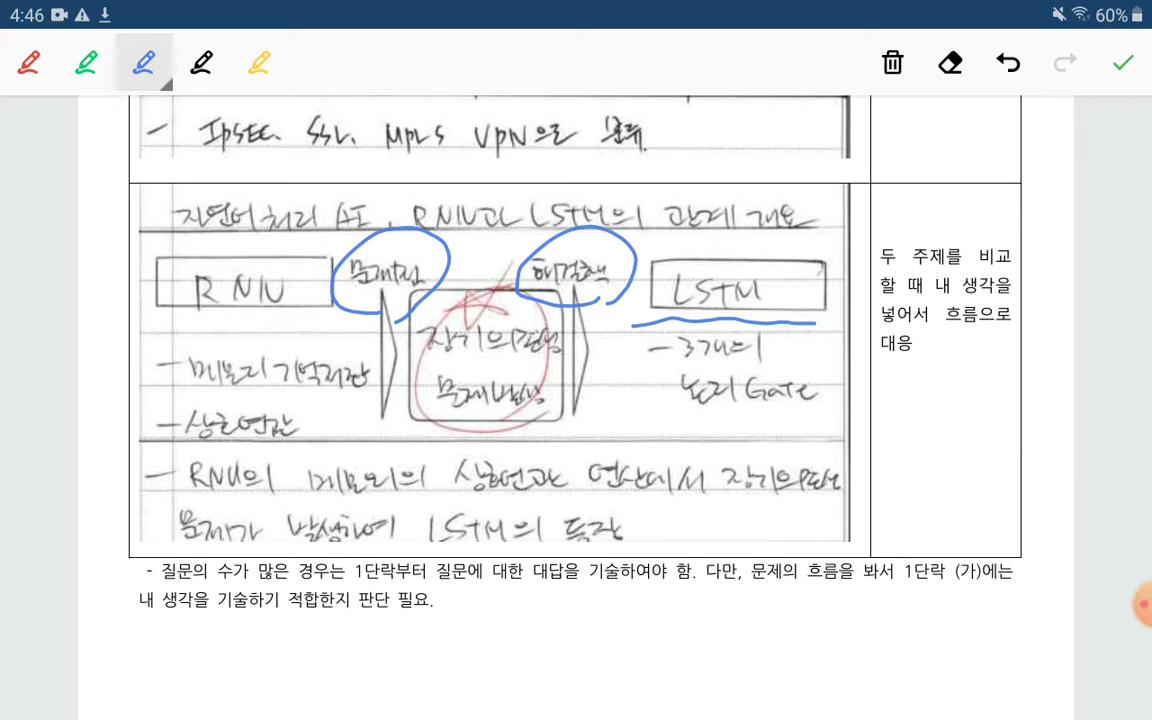 4:46
60%
- IPSEC. SSL. MPLS VPN으로 분류.
자연어처리 AI, RNN과 LSTM의 관계 개요
RNN
문제점
해결책
LSTM
장기의존성
문제발생
- 메모리 기억저장
- 상호연관
- 3개의
논리 Gate
- RNN의 메모리의 상호연관 연산에서 장기의존성
문제가 발생하여 LSTM의 등장
두 주제를 비교
할 때 내 생각을
넣어서 흐름으로
대응
- 질문의 수가 많은 경우는 1단락부터 질문에 대한 대답을 기술하여야 함. 다만, 문제의 흐름을 봐서 1단락 (가)에는
내 생각을 기술하기 적합한지 판단 필요.